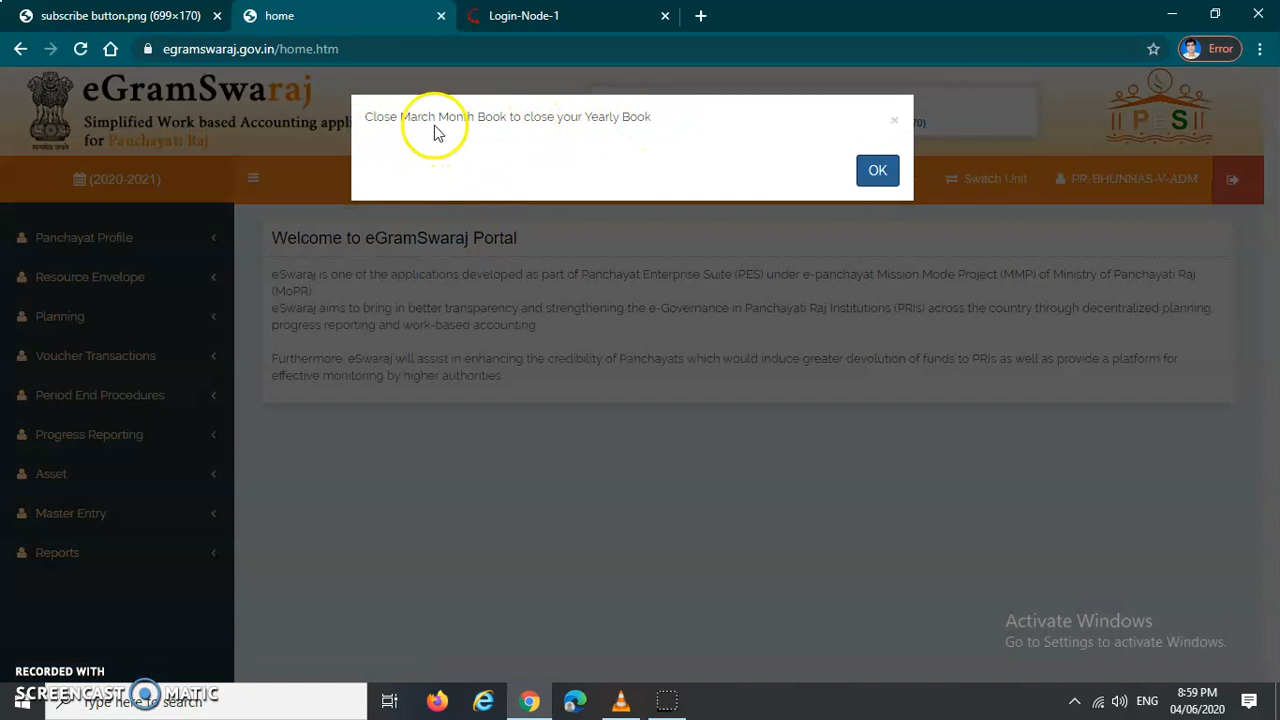 subscribe button.png (699×170)
home
Login-Node-1
egramswaraj.gov.in/home.htm
Error
eGramSwaraj
Simplified Work based Accounting appl
for Panchayati Raj
Close March Month Book to close your Yearly Book
×
OK
70)
PES
(2020-2021)
Switch Unit
PR-BHUNNAS-V-ADM
Panchayat Profile
Resource Envelope
Planning
Voucher Transactions
Period End Procedures
Progress Reporting
Asset
Master Entry
Reports
Welcome to eGramSwaraj Portal
eSwaraj is one of the applications developed as part of Panchayat Enterprise Suite (PES) under e-panchayat Mission Mode Project (MMP) of Ministry of Panchayati Raj
(MoPR).
eSwaraj aims to bring in better transparency and strengthening the e-Governance in Panchayati Raj Institutions (PRIs) across the country through decentralized planning,
progress reporting and work-based accounting
Furthermore, eSwaraj will assist in enhancing the credibility of Panchayats which would induce greater devolution of funds to PRIs as well as provide a platform for
effective monitoring by higher authorities.
Activate Windows
Go to Settings to activate Windows.
RECORDED WITH
SCREENCAST MATIC
Type here to search
ENG
8:59 PM
04/06/2020